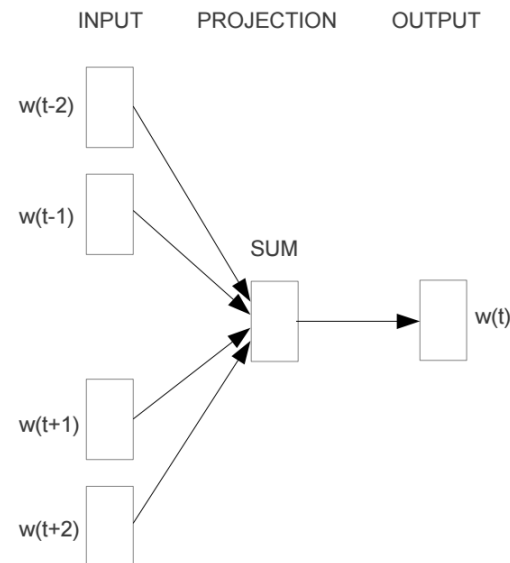 INPUT PROJECTION OUTPUT
w(t-2)
w(t-1)
SUM
w(t)
w(t+1)
w(t+2)